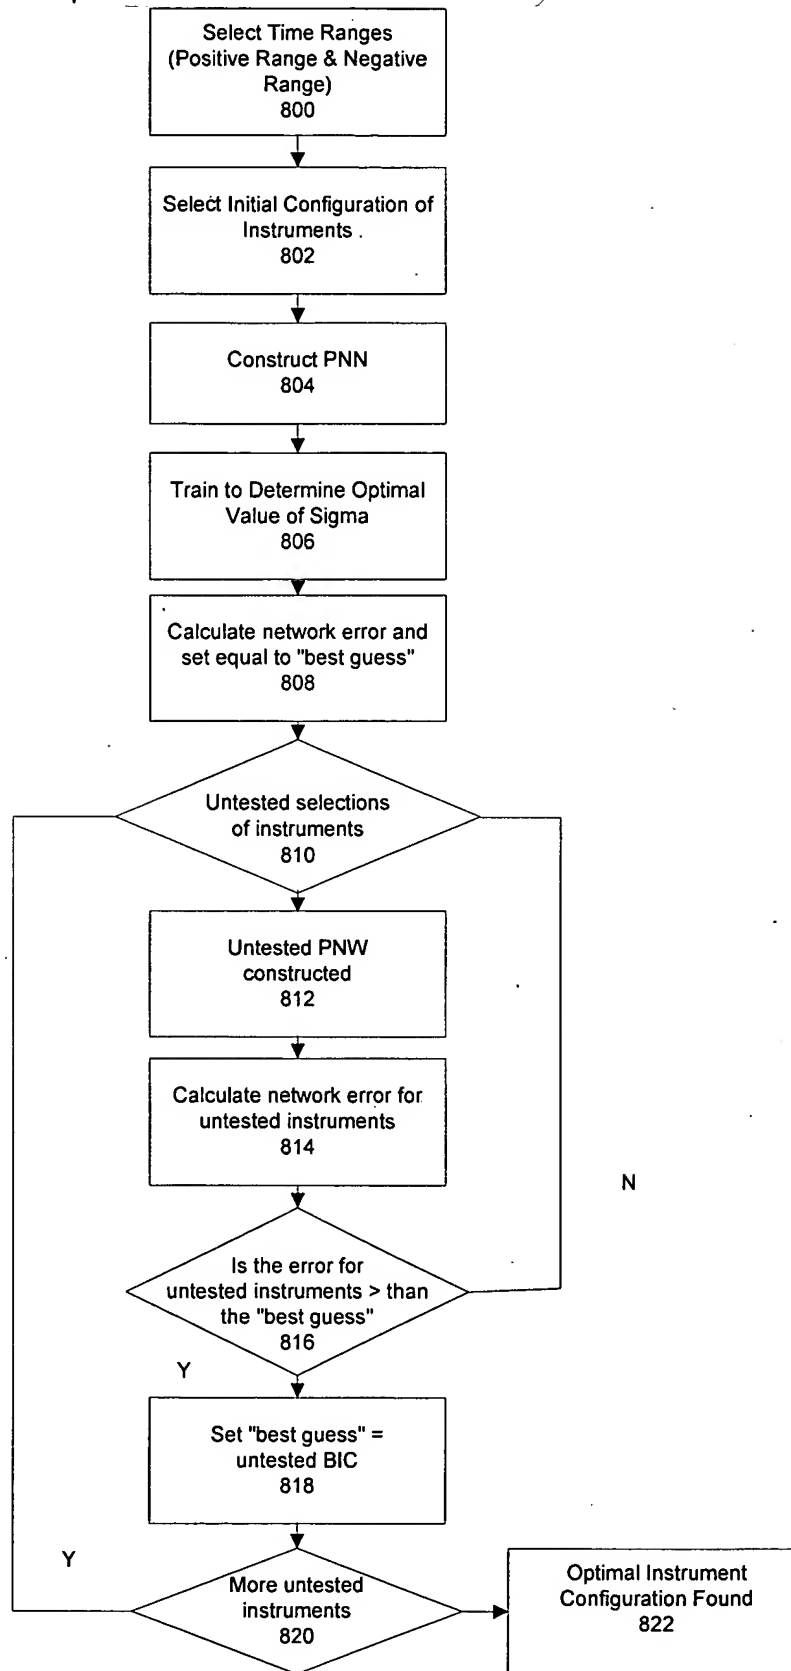 Select Time Ranges
(Positive Range & Negative
Range)
800
Select Initial Configuration of
Instruments
802
Construct PNN
804
Train to Determine Optimal
Value of Sigma
806
Calculate network error and
set equal to "best guess"
808
Untested selections
of instruments
810
Untested PNW
constructed
812
Calculate network error for
untested instruments
814
N
Is the error for
untested instruments > than
the "best guess"
816
Y
Set "best guess" =
untested BIC
818
Y
More untested
instruments
820
Optimal Instrument
Configuration Found
822